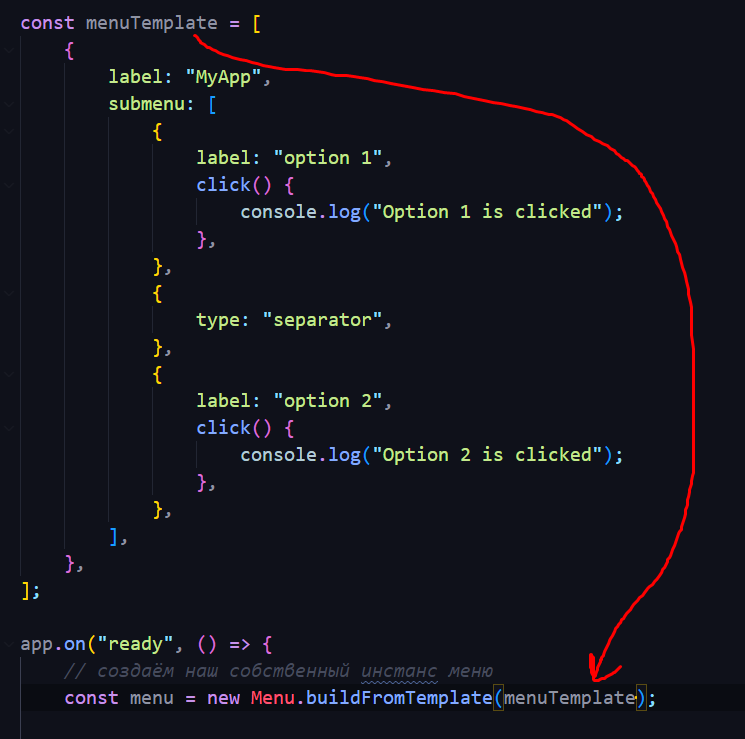 const menuTemplate = [
    {
        label: "MyApp",
        submenu: [
            {
                label: "option 1",
                click() {
                    console.log("Option 1 is clicked");
                },
            },
            {
                type: "separator",
            },
            {
                label: "option 2",
                click() {
                    console.log("Option 2 is clicked");
                },
            },
        ],
    },
];
app.on("ready", () => {
    // создаём наш собственный инстанс меню
    const menu = new Menu.buildFromTemplate(menuTemplate);